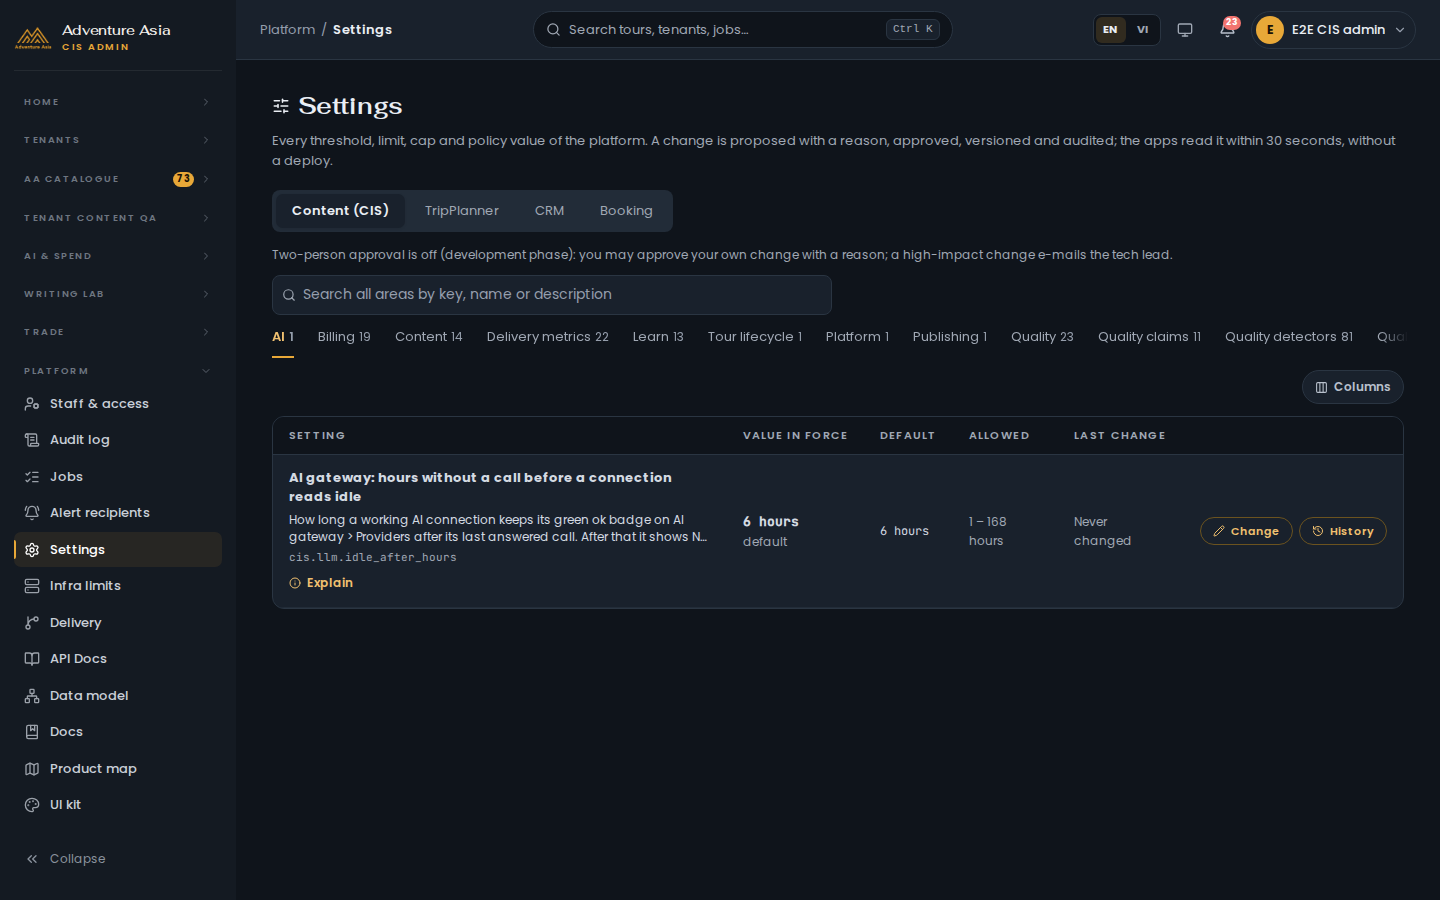 Adventure Asia
CIS ADMIN
Adventure Asia
Platform / Settings
Search tours, tenants, jobs...
Ctrl K
EN
VI
23
E
E2E CIS admin
HOME
TENANTS
AA CATALOGUE
73
TENANT CONTENT QA
AI & SPEND
WRITING LAB
TRADE
PLATFORM
Staff & access
Audit log
Jobs
Alert recipients
Settings
Infra limits
Delivery
API Docs
Data model
Docs
Product map
UI kit
Collapse
Settings
Every threshold, limit, cap and policy value of the platform. A change is proposed with a reason, approved, versioned and audited; the apps read it within 30 seconds, without
a deploy.
Content (CIS)
TripPlanner
CRM
Booking
Two-person approval is off (development phase): you may approve your own change with a reason; a high-impact change e-mails the tech lead.
Search all areas by key, name or description
AI 1
Billing 19
Content 14
Delivery metrics 22
Learn 13
Tour lifecycle 1
Platform 1
Publishing 1
Quality 23
Quality claims 11
Quality detectors 81
Columns
SETTING
VALUE IN FORCE
DEFAULT
ALLOWED
LAST CHANGE
AI gateway: hours without a call before a connection
reads idle
How long a working AI connection keeps its green ok badge on AI
gateway > Providers after its last answered call. After that it shows N...
cis.llm.idle_after_hours
Explain
6 hours
default
6 hours
1 – 168
hours
Never
changed
Change
History